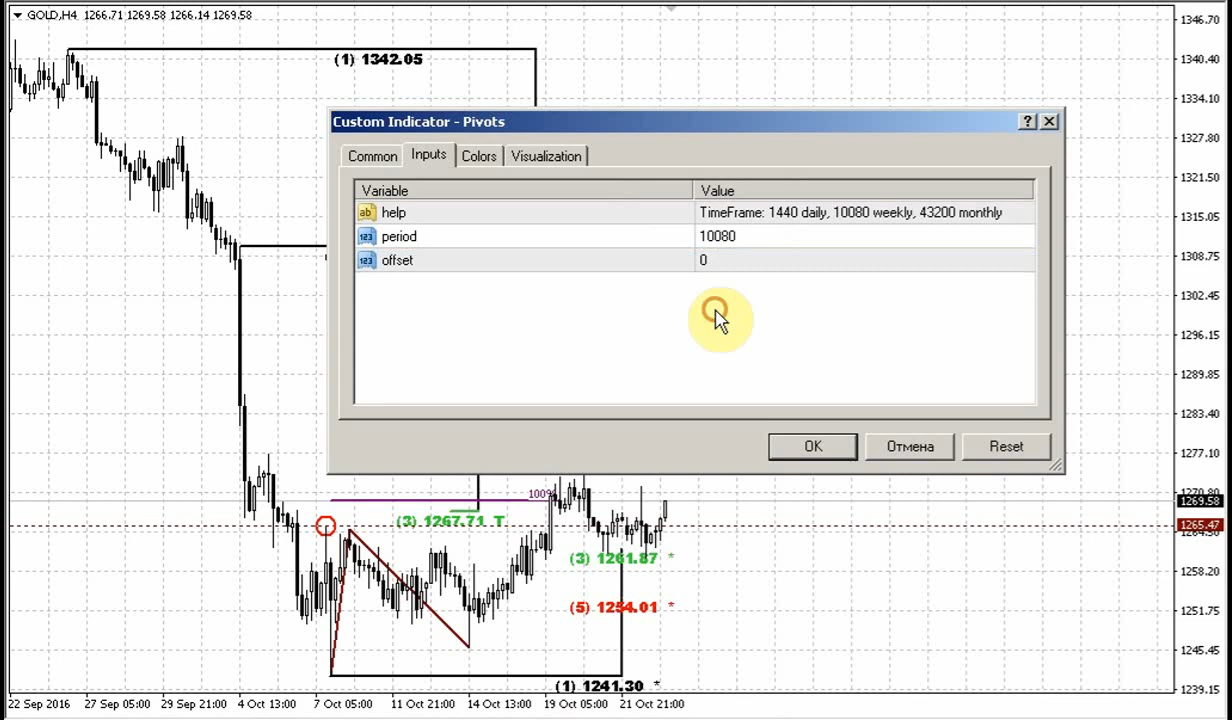 GOLD,H4 1266.71 1269.58 1266.14 1269.58
1346.70
(1) 1342.05
1340.40
1334.10
Custom Indicator - Pivots
1327.80
Common Inputs Colors Visualization
1321.50
Variable Value
help TimeFrame: 1440 daily, 10080 weekly, 43200 monthly
1315.05
period 10080
1308.75
offset 0
1302.45
1296.15
1289.85
1283.40
OK Отмена Reset
1277.10
100%
1269.58
(3) 1267.71 T
1265.47
(3) 1261.87 *
1258.20
(5) 1254.01 *
1251.75
1245.45
(1) 1241.30 *
1239.15
22 Sep 2016 27 Sep 05:00 29 Sep 21:00 4 Oct 13:00 7 Oct 05:00 11 Oct 21:00 14 Oct 13:00 19 Oct 05:00 21 Oct 21:00